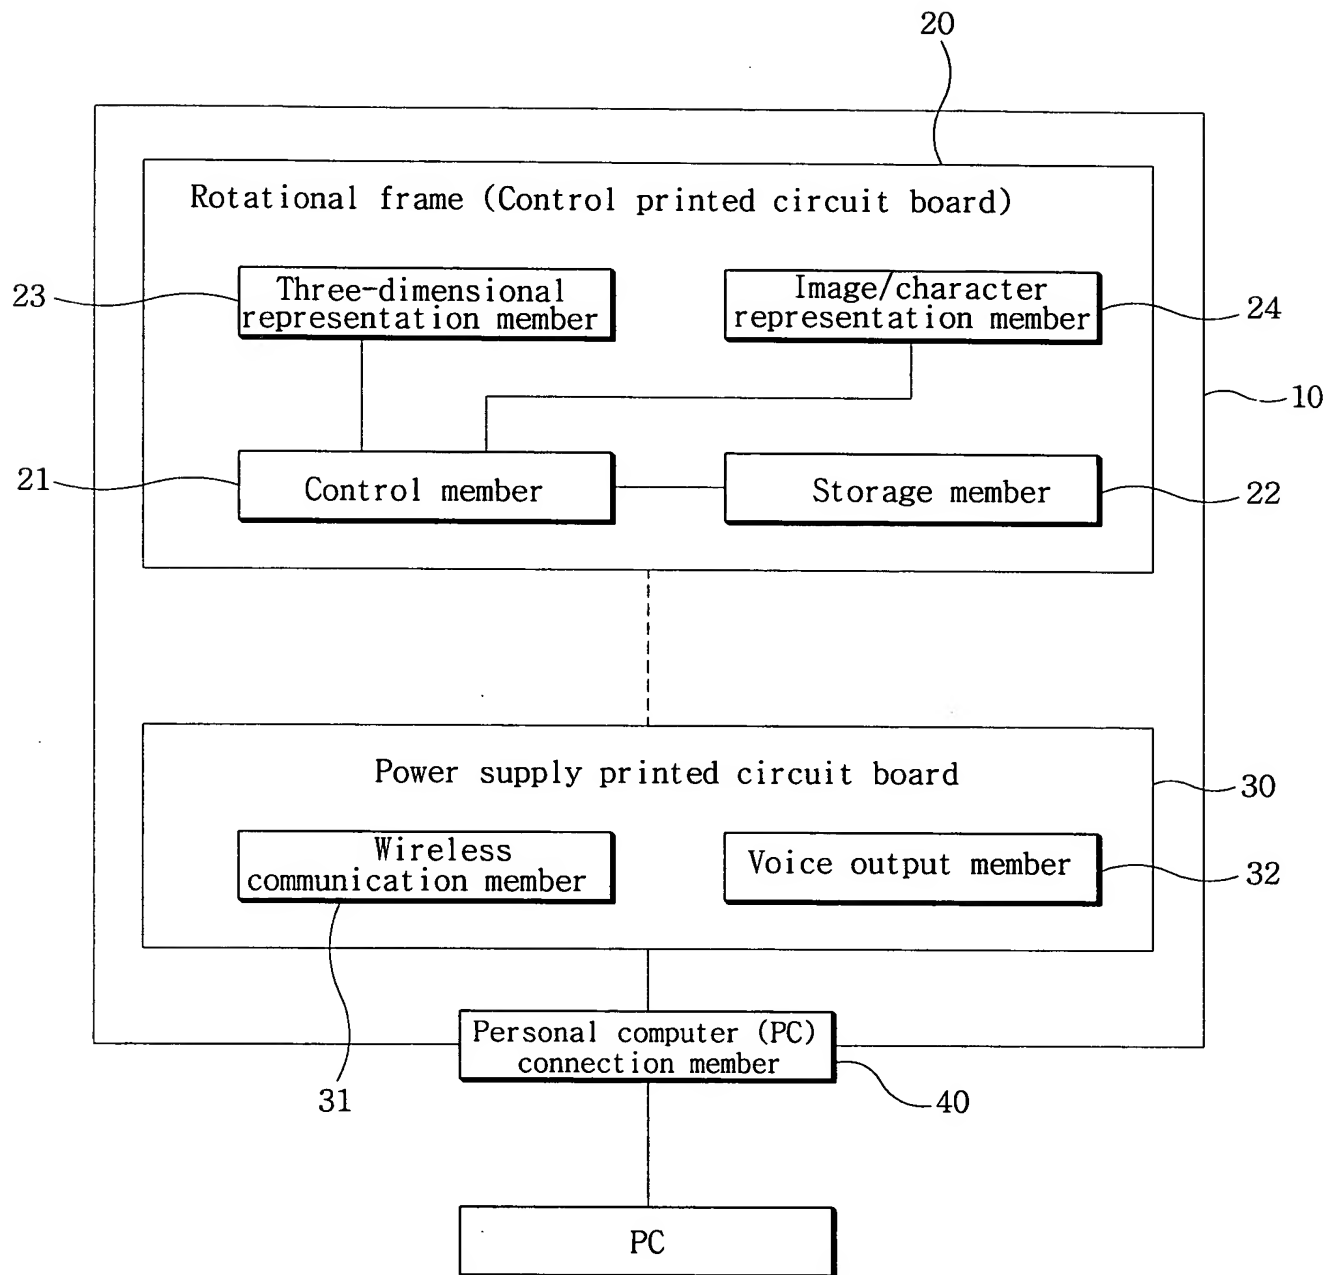 20
Rotational frame (Control printed circuit board)
23
Three-dimensional
representation member
Image/character
representation member
24
10
21
Control member
Storage member
22
Power supply printed circuit board
30
Wireless
communication member
Voice output member
32
Personal computer (PC)
connection member
31
40
PC